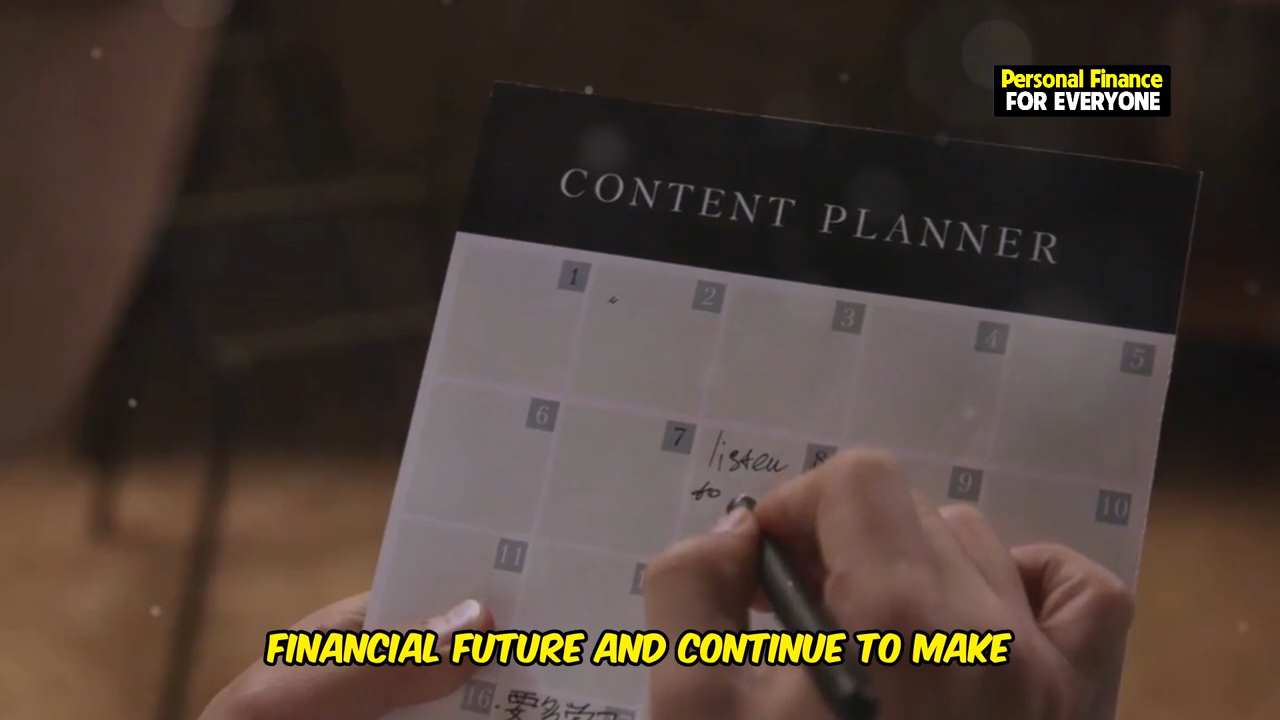 Personal Finance
FOR EVERYONE
CONTENT PLANNER
1
2
3
4
5
6
7
listen
8
to
9
10
11
16
FINANCIAL FUTURE AND CONTINUE TO MAKE